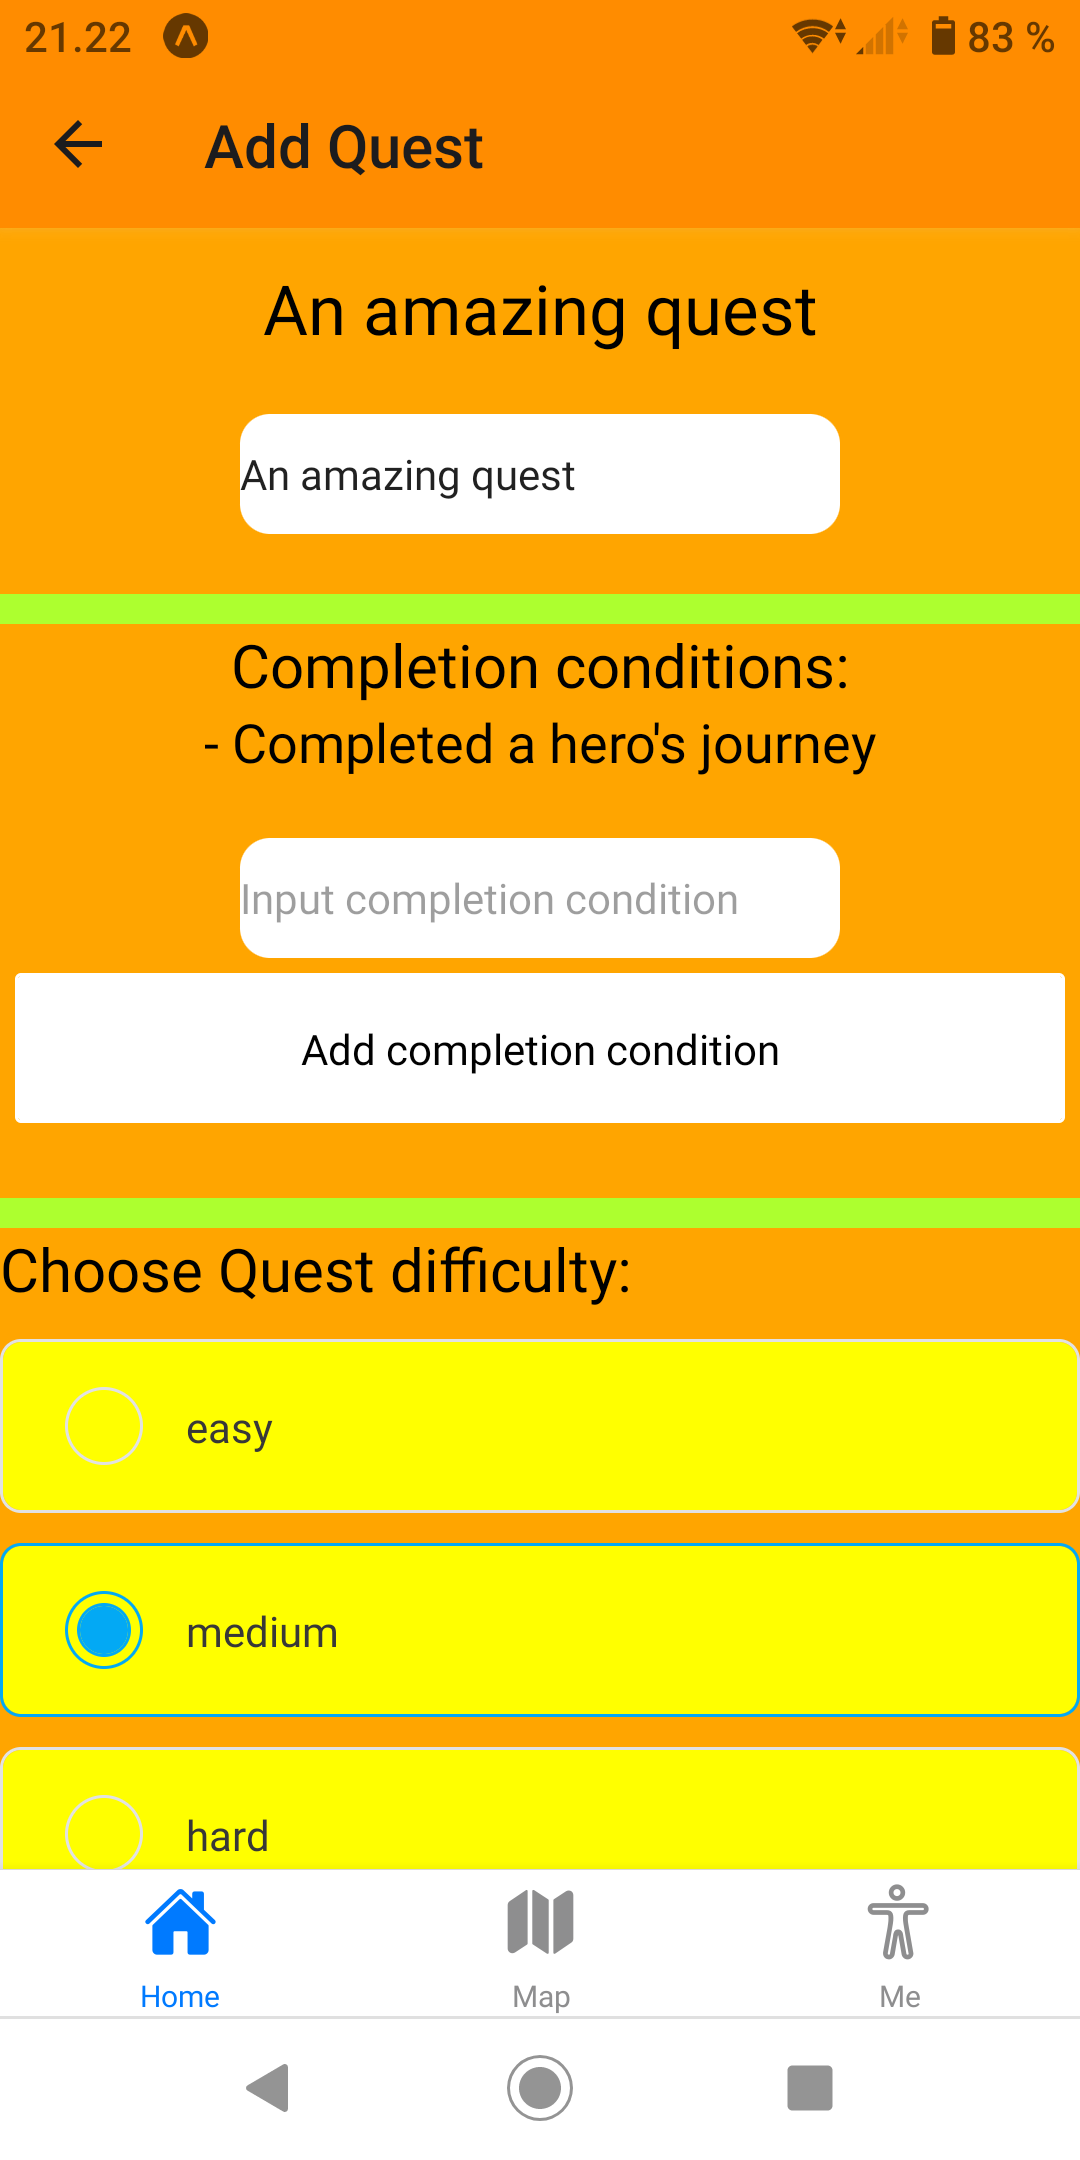 21.22
83 %
Add Quest
An amazing quest
An amazing quest
Completion conditions:
- Completed a hero's journey
Input completion condition
Add completion condition
Choose Quest difficulty:
easy
medium
hard
Home
Map
Me